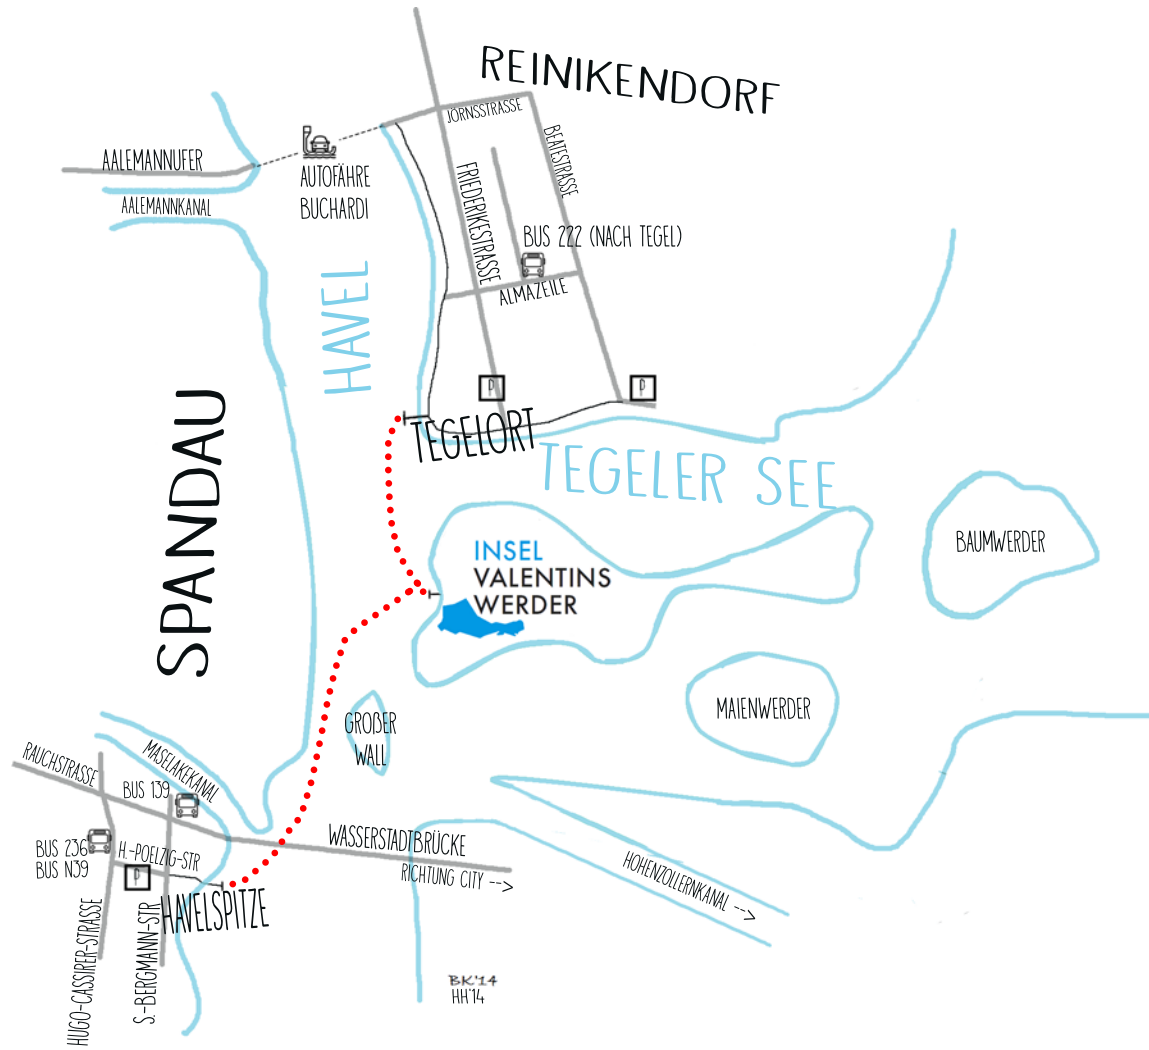 REINIKENDORF
JÖRNSSTRASSE
BEATESTRASSE
AALEMANNUFER
AUTOFÄHRE
BUCHARDI
FRIEDERIKESTRASSE
AALEMANNKANAL
BUS 222 (NACH TEGEL)
ALMAZEILE
HAVEL
P
P
TEGELORT
TEGELER SEE
SPANDAU
BAUMWERDER
INSEL
VALENTINS
WERDER
MAIENWERDER
GROßER
WALL
RAUCHSTRASSE
MASELAKEKANAL
BUS 139
WASSERSTADTBRÜCKE
BUS 236
BUS N39
H.-POELZIG-STR
P
RICHTUNG CITY -->
HOHENZOLLERNKANAL -->
HAVELSPITZE
HUGO-CASSIRER-STRASSE
S.-BERGMANN-STR
BK'14
HH'14